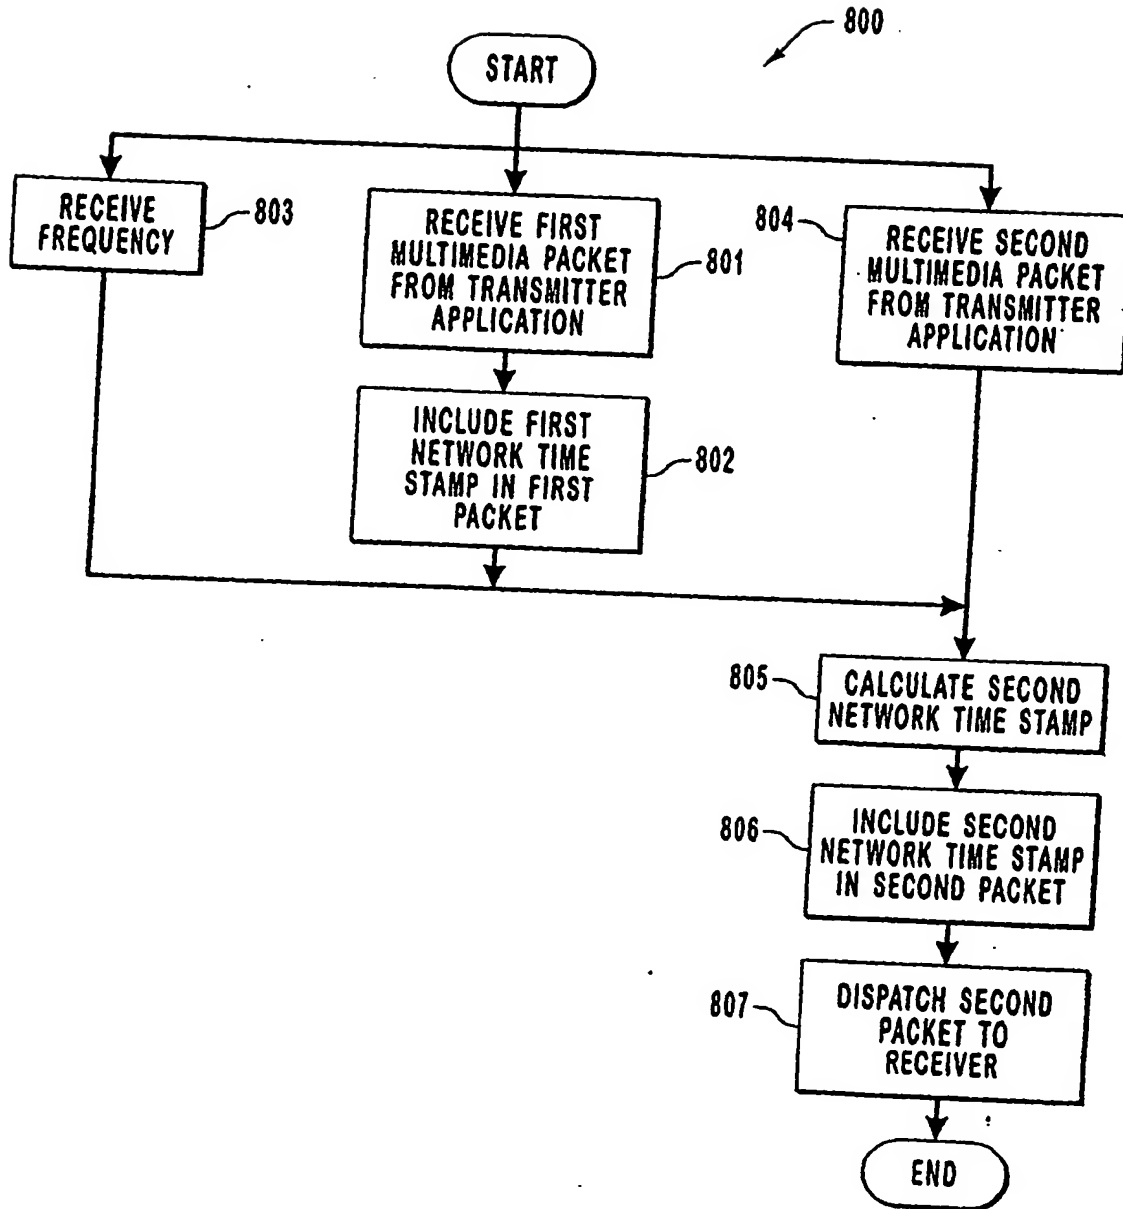 800
START
RECEIVE
FREQUENCY
803
RECEIVE FIRST
MULTIMEDIA PACKET
FROM TRANSMITTER
APPLICATION
801
804
RECEIVE SECOND
MULTIMEDIA PACKET
FROM TRANSMITTER
APPLICATION
INCLUDE FIRST
NETWORK TIME
STAMP IN FIRST
PACKET
802
805
CALCULATE SECOND
NETWORK TIME STAMP
806
INCLUDE SECOND
NETWORK TIME STAMP
IN SECOND PACKET
807
DISPATCH SECOND
PACKET TO
RECEIVER
END